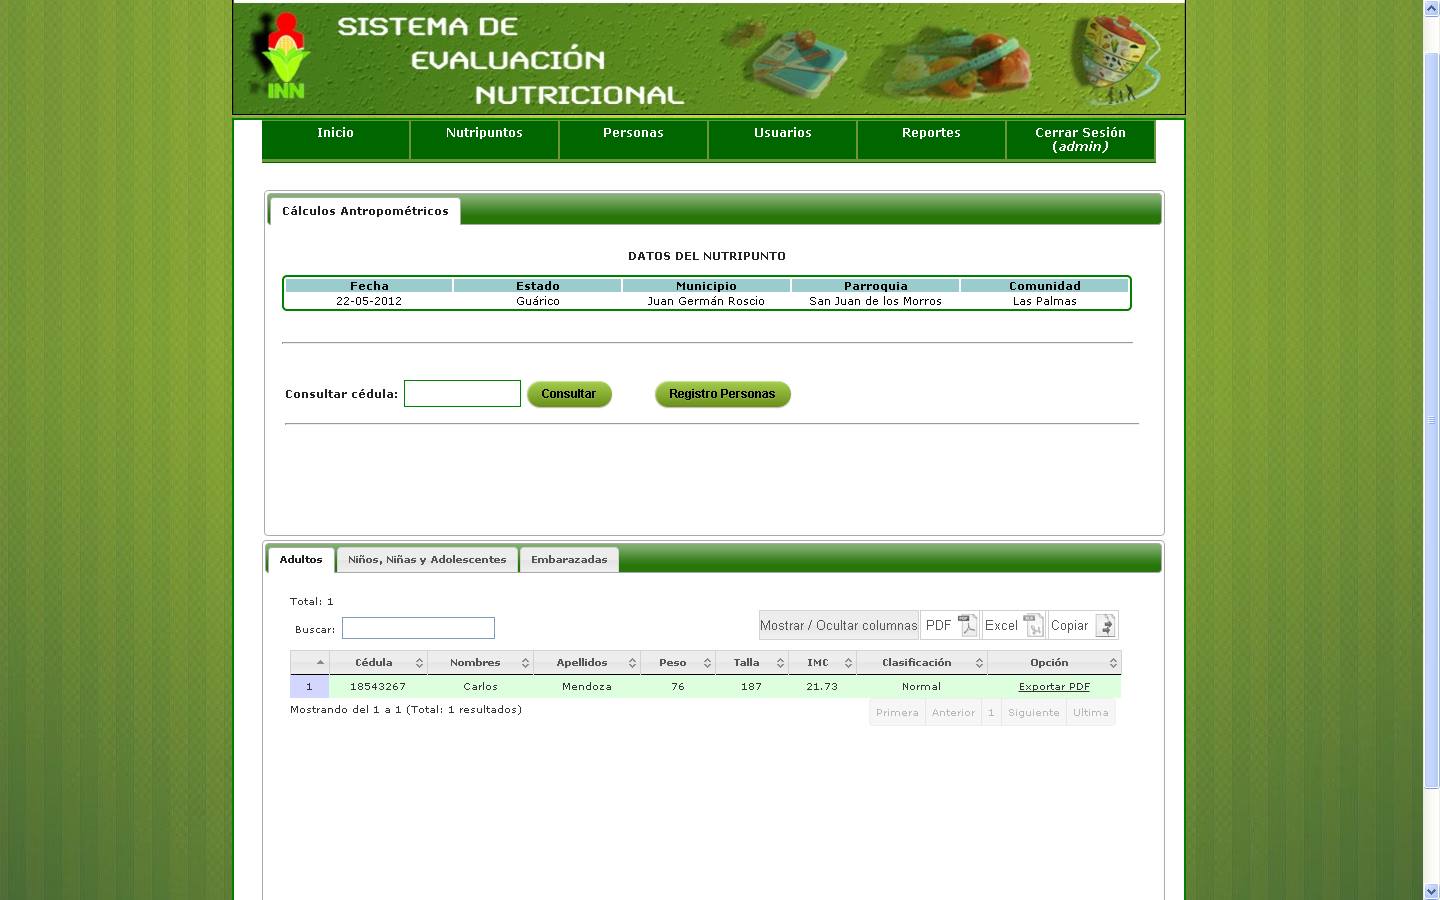 SISTEMA DE
EVALUACIÓN
NUTRICIONAL
INN
Inicio Nutripuntos Personas Usuarios Reportes Cerrar Sesión
(admin)
Cálculos Antropométricos
DATOS DEL NUTRIPUNTO
Fecha Estado Municipio Parroquia Comunidad
22-05-2012 Guárico Juan Germán Roscio San Juan de los Morros Las Palmas
Consultar cédula: Consultar Registro Personas
Adultos Niños, Niñas y Adolescentes Embarazadas
Total: 1
Buscar: Mostrar / Ocultar columnas PDF Excel Copiar
Cédula Nombres Apellidos Peso Talla IMC Clasificación Opción
1 18543267 Carlos Mendoza 76 187 21.73 Normal Exportar PDF
Mostrando del 1 a 1 (Total: 1 resultados) Primera Anterior 1 Siguiente Ultima